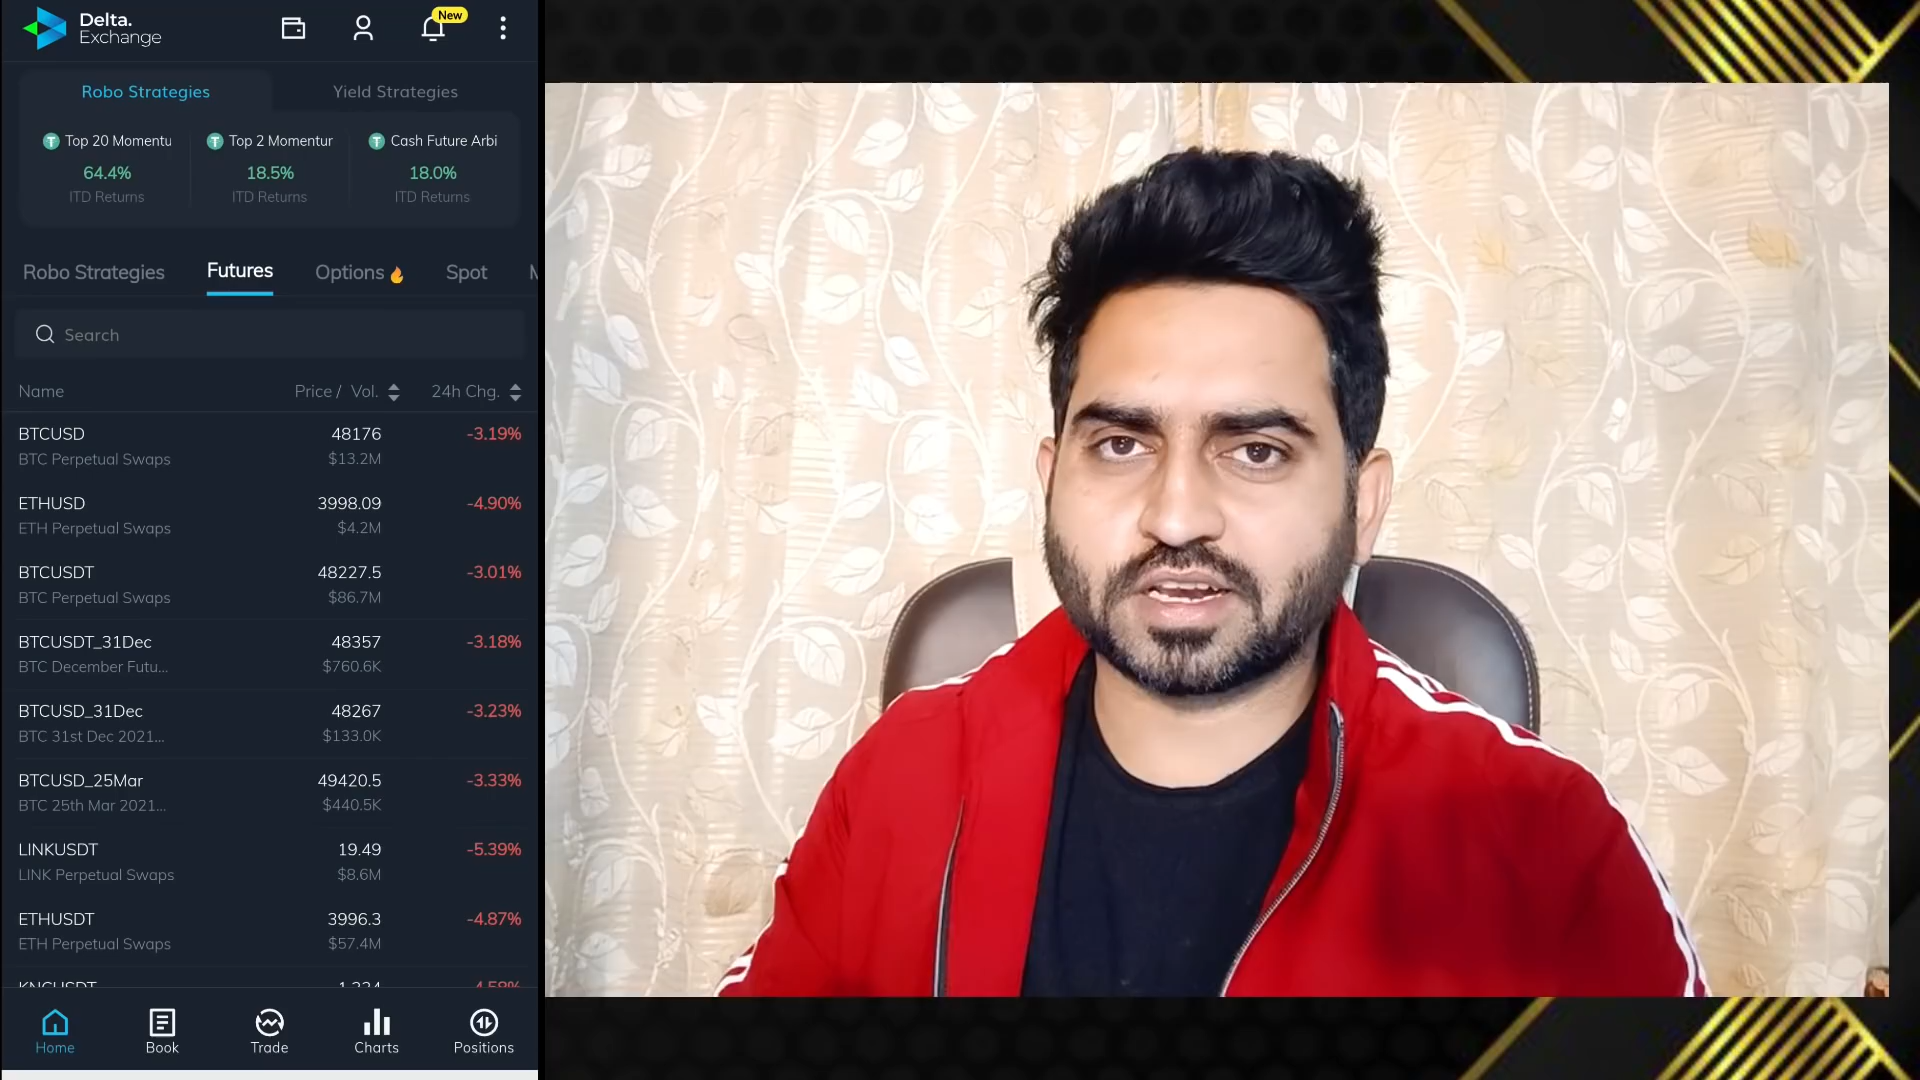 Delta.
Exchange
New
Robo Strategies Yield Strategies
Top 20 Momentu Top 2 Momentur Cash Future Arbi
64.4% 18.5% 18.0%
ITD Returns ITD Returns ITD Returns
Robo Strategies Futures Options Spot
Search
Name Price / Vol. 24h Chg.
BTCUSD 48176 -3.19%
BTC Perpetual Swaps $13.2M
ETHUSD 3998.09 -4.90%
ETH Perpetual Swaps $4.2M
BTCUSDT 48227.5 -3.01%
BTC Perpetual Swaps $86.7M
BTCUSDT_31Dec 48357 -3.18%
BTC December Futu... $760.6K
BTCUSD_31Dec 48267 -3.23%
BTC 31st Dec 2021... $133.0K
BTCUSD_25Mar 49420.5 -3.33%
BTC 25th Mar 2021... $440.5K
LINKUSDT 19.49 -5.39%
LINK Perpetual Swaps $8.6M
ETHUSDT 3996.3 -4.87%
ETH Perpetual Swaps $57.4M
Home Book Trade Charts Positions